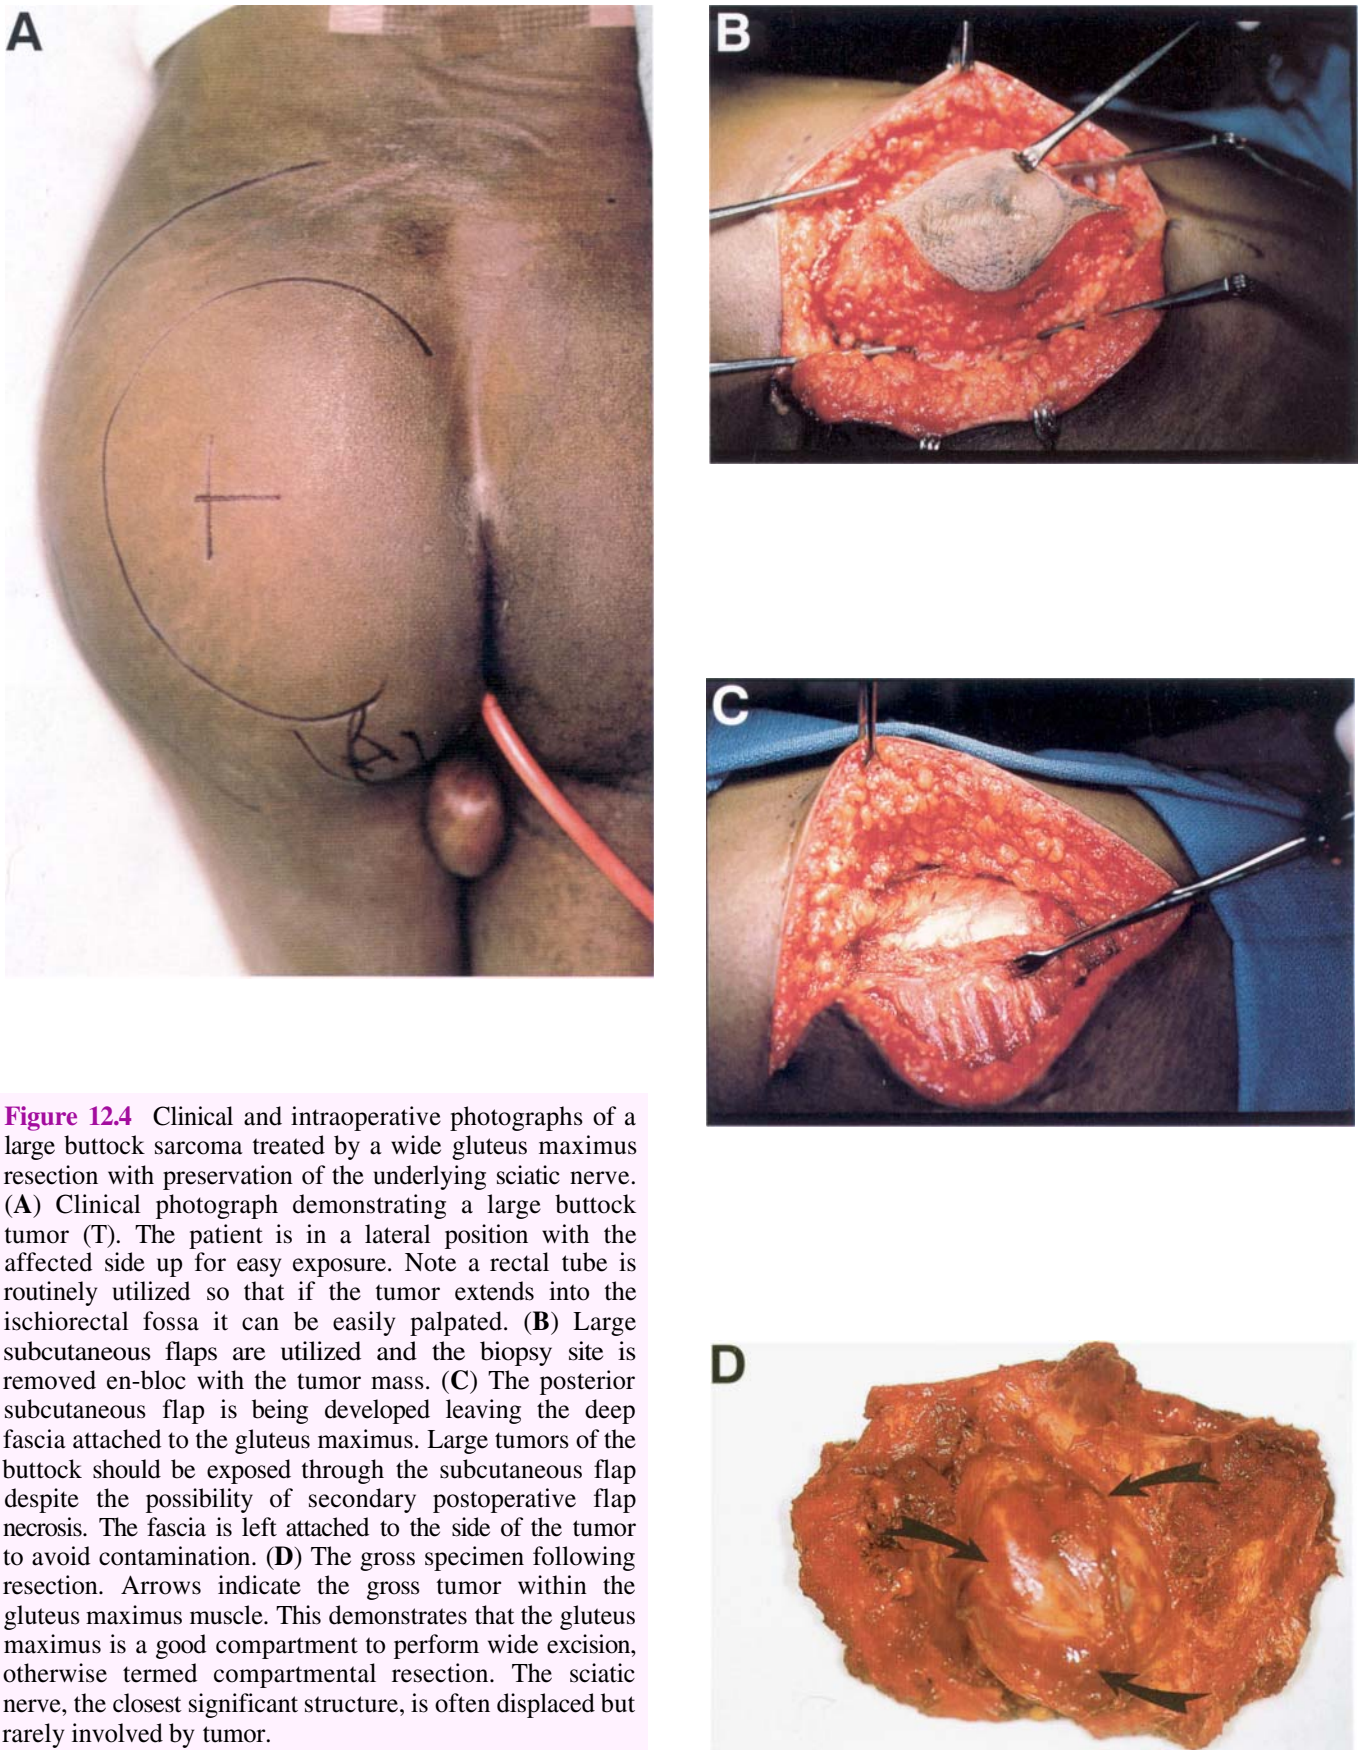 A
B
C
Figure 12.4 Clinical and intraoperative photographs of a
large buttock sarcoma treated by a wide gluteus maximus
resection with preservation of the underlying sciatic nerve.
(A) Clinical photograph demonstrating a large buttock
tumor (T). The patient is in a lateral position with the
affected side up for easy exposure. Note a rectal tube is
routinely utilized so that if the tumor extends into the
ischiorectal fossa it can be easily palpated. (B) Large
subcutaneous flaps are utilized and the biopsy site is
removed en-bloc with the tumor mass. (C) The posterior
subcutaneous flap is being developed leaving the deep
fascia attached to the gluteus maximus. Large tumors of the
buttock should be exposed through the subcutaneous flap
despite the possibility of secondary postoperative flap
necrosis. The fascia is left attached to the side of the tumor
to avoid contamination. (D) The gross specimen following
resection. Arrows indicate the gross tumor within the
gluteus maximus muscle. This demonstrates that the gluteus
maximus is a good compartment to perform wide excision,
otherwise termed compartmental resection. The sciatic
nerve, the closest significant structure, is often displaced but
rarely involved by tumor.
D